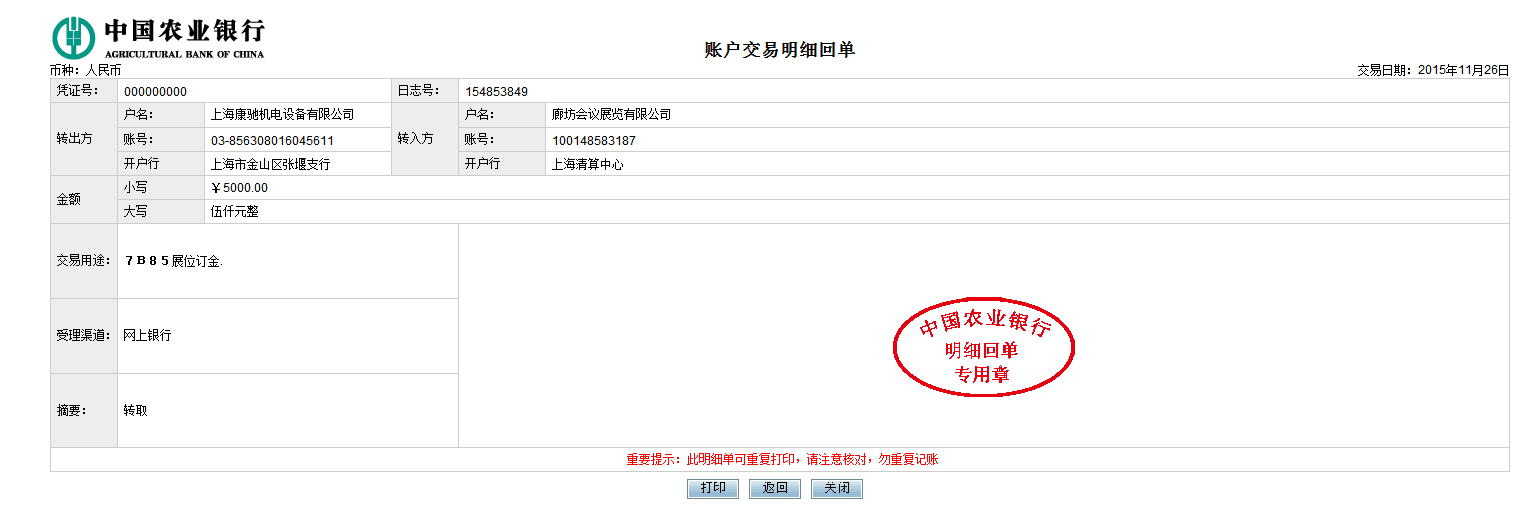 中国农业银行
AGRICULTURAL BANK OF CHINA
账户交易明细回单
币种：人民币 交易日期：2015年11月26日
凭证号： 000000000 日志号： 154853849
转出方 户名： 上海康驰机电设备有限公司 转入方 户名： 廊坊会议展览有限公司
账号： 03-856308016045611 账号： 100148583187
开户行 上海市金山区张堰支行 开户行 上海清算中心
金额 小写 ￥5000.00
大写 伍仟元整
交易用途： ７Ｂ８５展位订金.
受理渠道： 网上银行
摘要： 转取
中国农业银行
明细回单
专用章
重要提示：此明细单可重复打印，请注意核对，勿重复记账
打印 返回 关闭